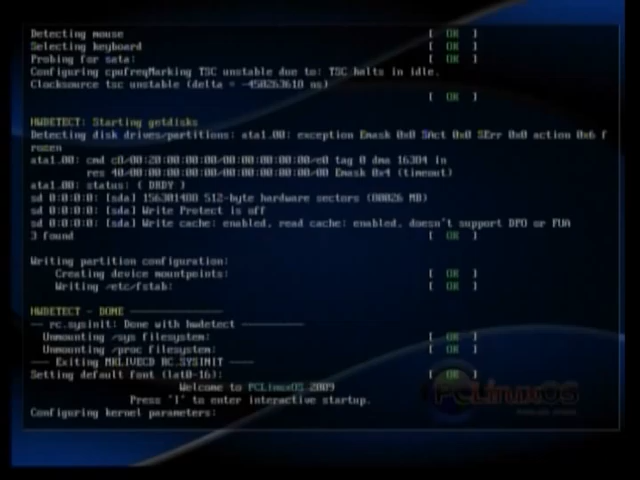 Detecting mouse [ OK ]
Selecting keyboard [ OK ]
Probing for sata: [ OK ]
Configuring cpufreqMarking TSC unstable due to: TSC halts in idle.
Clocksource tsc unstable (delta = -450263610 ns)
[ OK ]
HWDETECT: Starting getdisks
Detecting disk drives/partitions: ata1.00: exception Emask 0x0 SAct 0x0 SErr 0x0 action 0x6 f
rozen
ata1.00: cmd c8/00:20:00:00:00/00:00:00:00:00/e0 tag 0 dma 16384 in
res 40/00:00:00:00:00/00:00:00:00:00/00 Emask 0x4 (timeout)
ata1.00: status: { DRDY }
sd 0:0:0:0: [sda] 156301488 512-byte hardware sectors (80026 MB)
sd 0:0:0:0: [sda] Write Protect is off
sd 0:0:0:0: [sda] Write cache: enabled, read cache: enabled, doesn't support DPO or FUA
3 found [ OK ]
Writing partition configuration:
Creating device mountpoints: [ OK ]
Writing /etc/fstab: [ OK ]
HWDETECT - DONE ——————
—— rc.sysinit: Done with hwdetect ——————
Unmounting /sys filesystem: [ OK ]
Unmounting /proc filesystem: [ OK ]
—— Exiting MKLIVECD RC.SYSINIT ——
Setting default font (lat0-16): [ OK ]
Welcome to PCLinuxOS 2009
Press 'I' to enter interactive startup.
Configuring kernel parameters:
PCLinuxOS